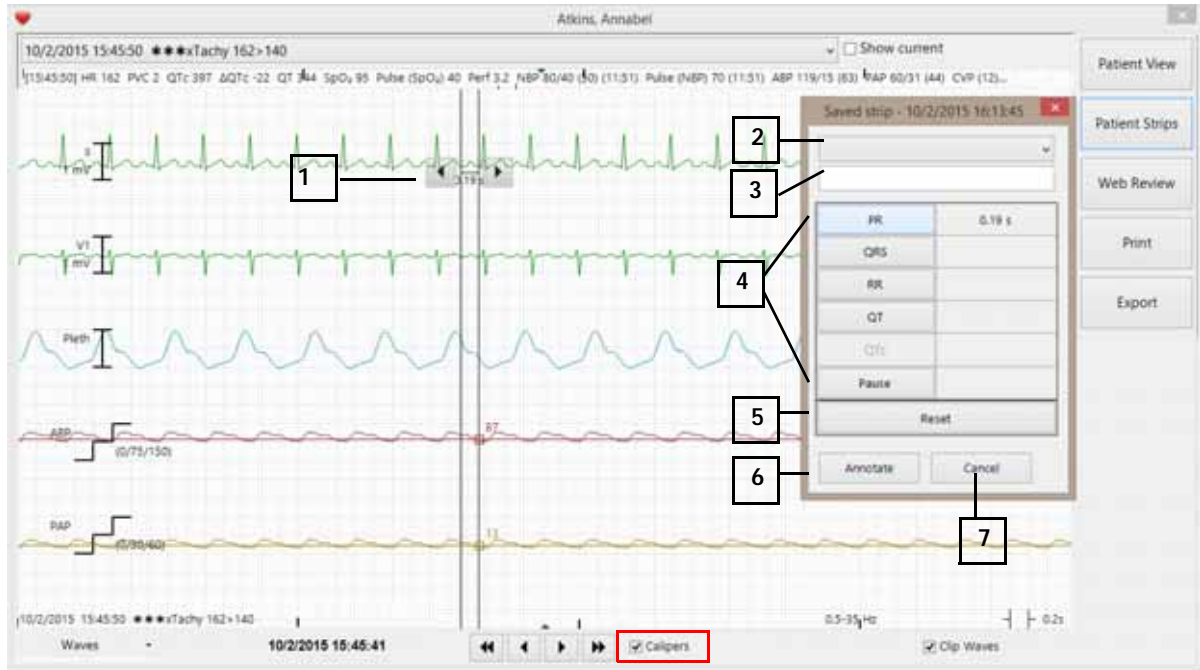 Atkins, Annabel
10/2/2015 15:45:50 ***xTachy 162>140
Show current
[15:45:50] HR 162 PVC 2 QTc 397 ΔQTc -22 QT 344 SpO₂ 95 Pulse (SpO₂) 40 Perf 3.2 NBP 80/40 (50) (11:51) Pulse (NBP) 70 (11:51) ABP 119/15 (63) PAP 60/31 (44) CVP (12)...
Patient View
Patient Strips
Web Review
Print
Export
Saved strip - 10/2/2015 16:13:45
1
2
3
4
5
6
7
II
1 mV
0.19 s
V1
mV
Pleth
ABP
(0/75/150)
87
PAP
(0/30/60)
13
PR 0.19 s
QRS
RR
QT
QTc
Pause
Reset
Annotate Cancel
10/2/2015 15:45:50 ***xTachy 162>140
0.5-35 Hz
0.2s
Waves
10/2/2015 15:45:41
Calipers
Clip Waves